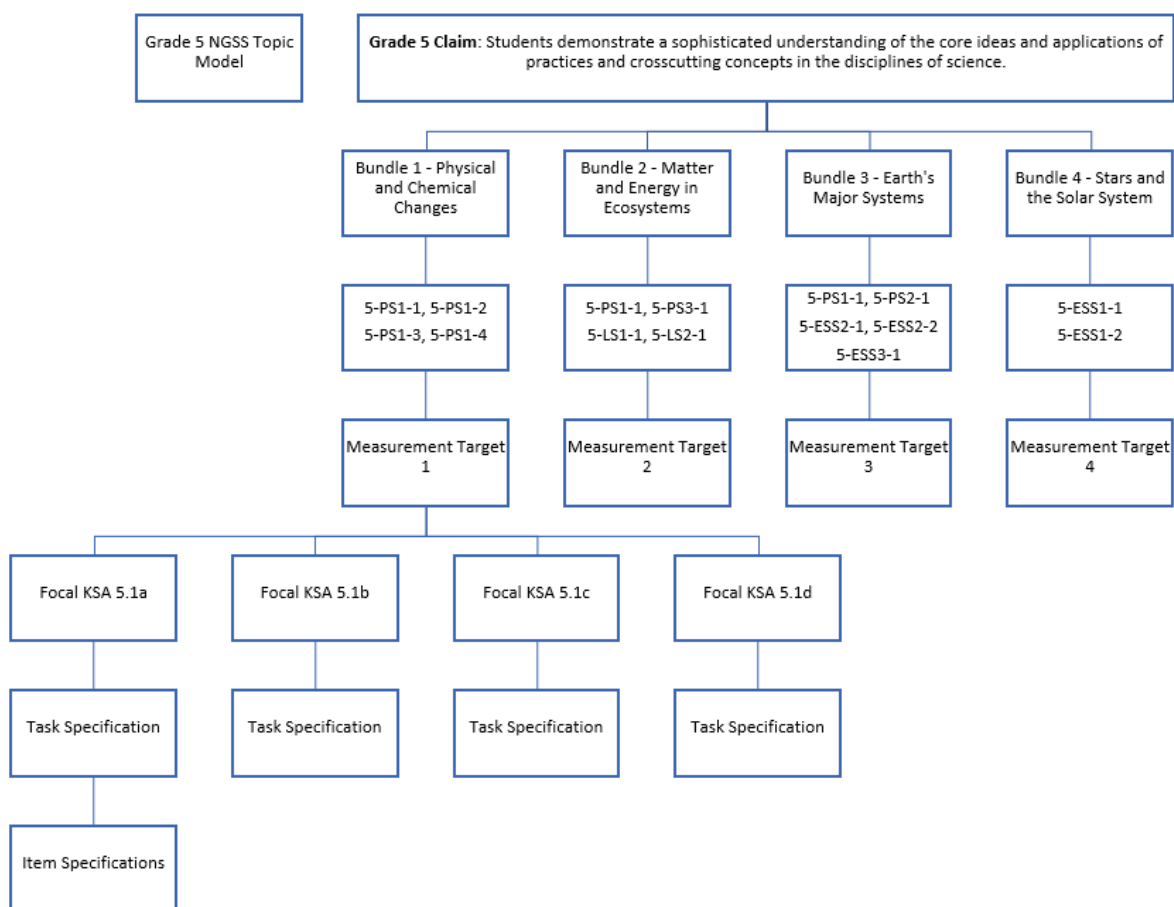 Grade 5 NGSS Topic
Model
Grade 5 Claim: Students demonstrate a sophisticated understanding of the core ideas and applications of
practices and crosscutting concepts in the disciplines of science.
Bundle 1 - Physical
and Chemical
Changes
Bundle 2 - Matter
and Energy in
Ecosystems
Bundle 3 - Earth's
Major Systems
Bundle 4 - Stars and
the Solar System
5-PS1-1, 5-PS1-2
5-PS1-3, 5-PS1-4
5-PS1-1, 5-PS3-1
5-LS1-1, 5-LS2-1
5-PS1-1, 5-PS2-1
5-ESS2-1, 5-ESS2-2
5-ESS3-1
5-ESS1-1
5-ESS1-2
Measurement Target
1
Measurement Target
2
Measurement Target
3
Measurement Target
4
Focal KSA 5.1a
Focal KSA 5.1b
Focal KSA 5.1c
Focal KSA 5.1d
Task Specification
Task Specification
Task Specification
Task Specification
Item Specifications